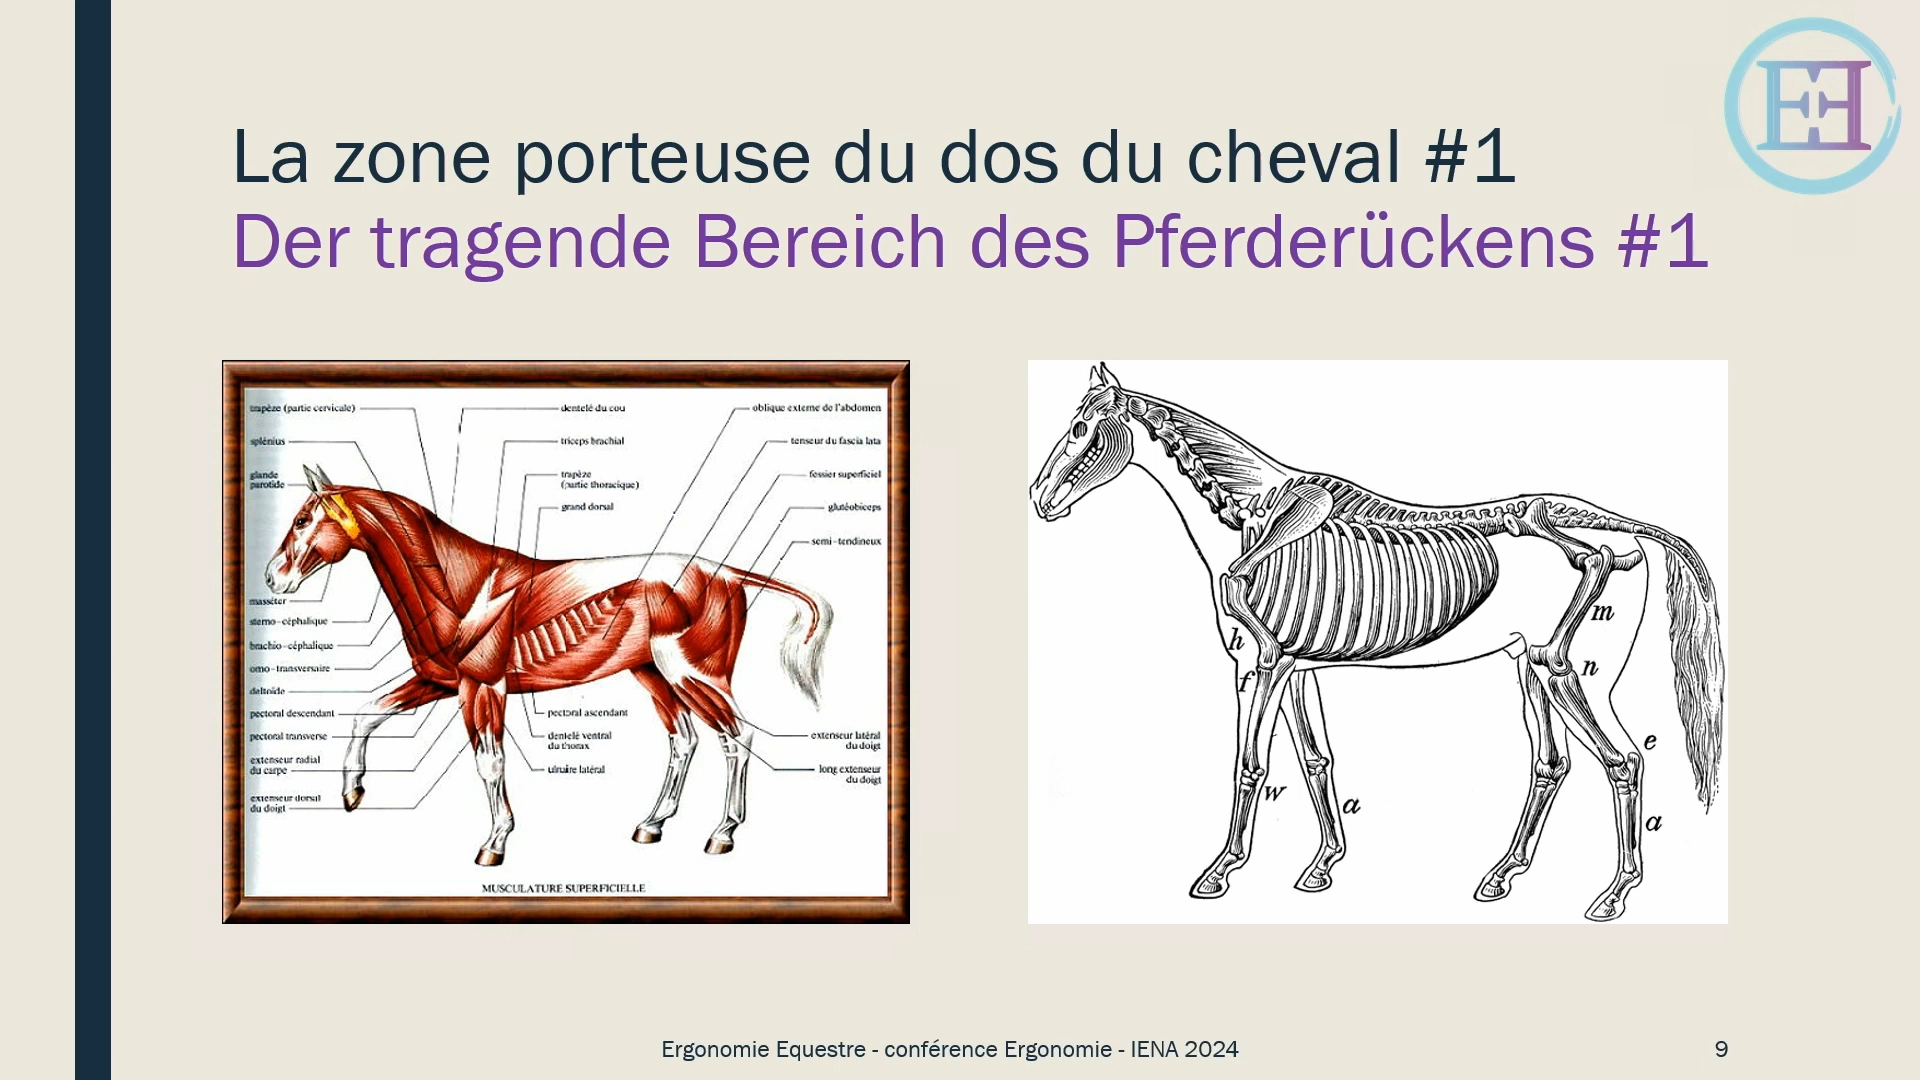 La zone porteuse du dos du cheval #1
Der tragende Bereich des Pferderückens #1
trapèze (partie cervicale)
splénius
glande
parotide
masséter
sterno-céphalique
brachio-céphalique
omo-transversaire
deltoïde
pectoral descendant
pectoral transverse
extenseur radial
du carpe
extenseur dorsal
du doigt
dentelé du cou
triceps brachial
trapèze
(partie thoracique)
grand dorsal
pectoral ascendant
dentelé ventral
du thorax
ulnaire latéral
oblique externe de l'abdomen
tenseur du fascia lata
fessier superficiel
glutéobiceps
semi-tendineux
extenseur latéral
du doigt
long extenseur
du doigt
MUSCULATURE SUPERFICIELLE
h
f
w
a
m
n
e
a
Ergonomie Equestre - conférence Ergonomie - IENA 2024
9